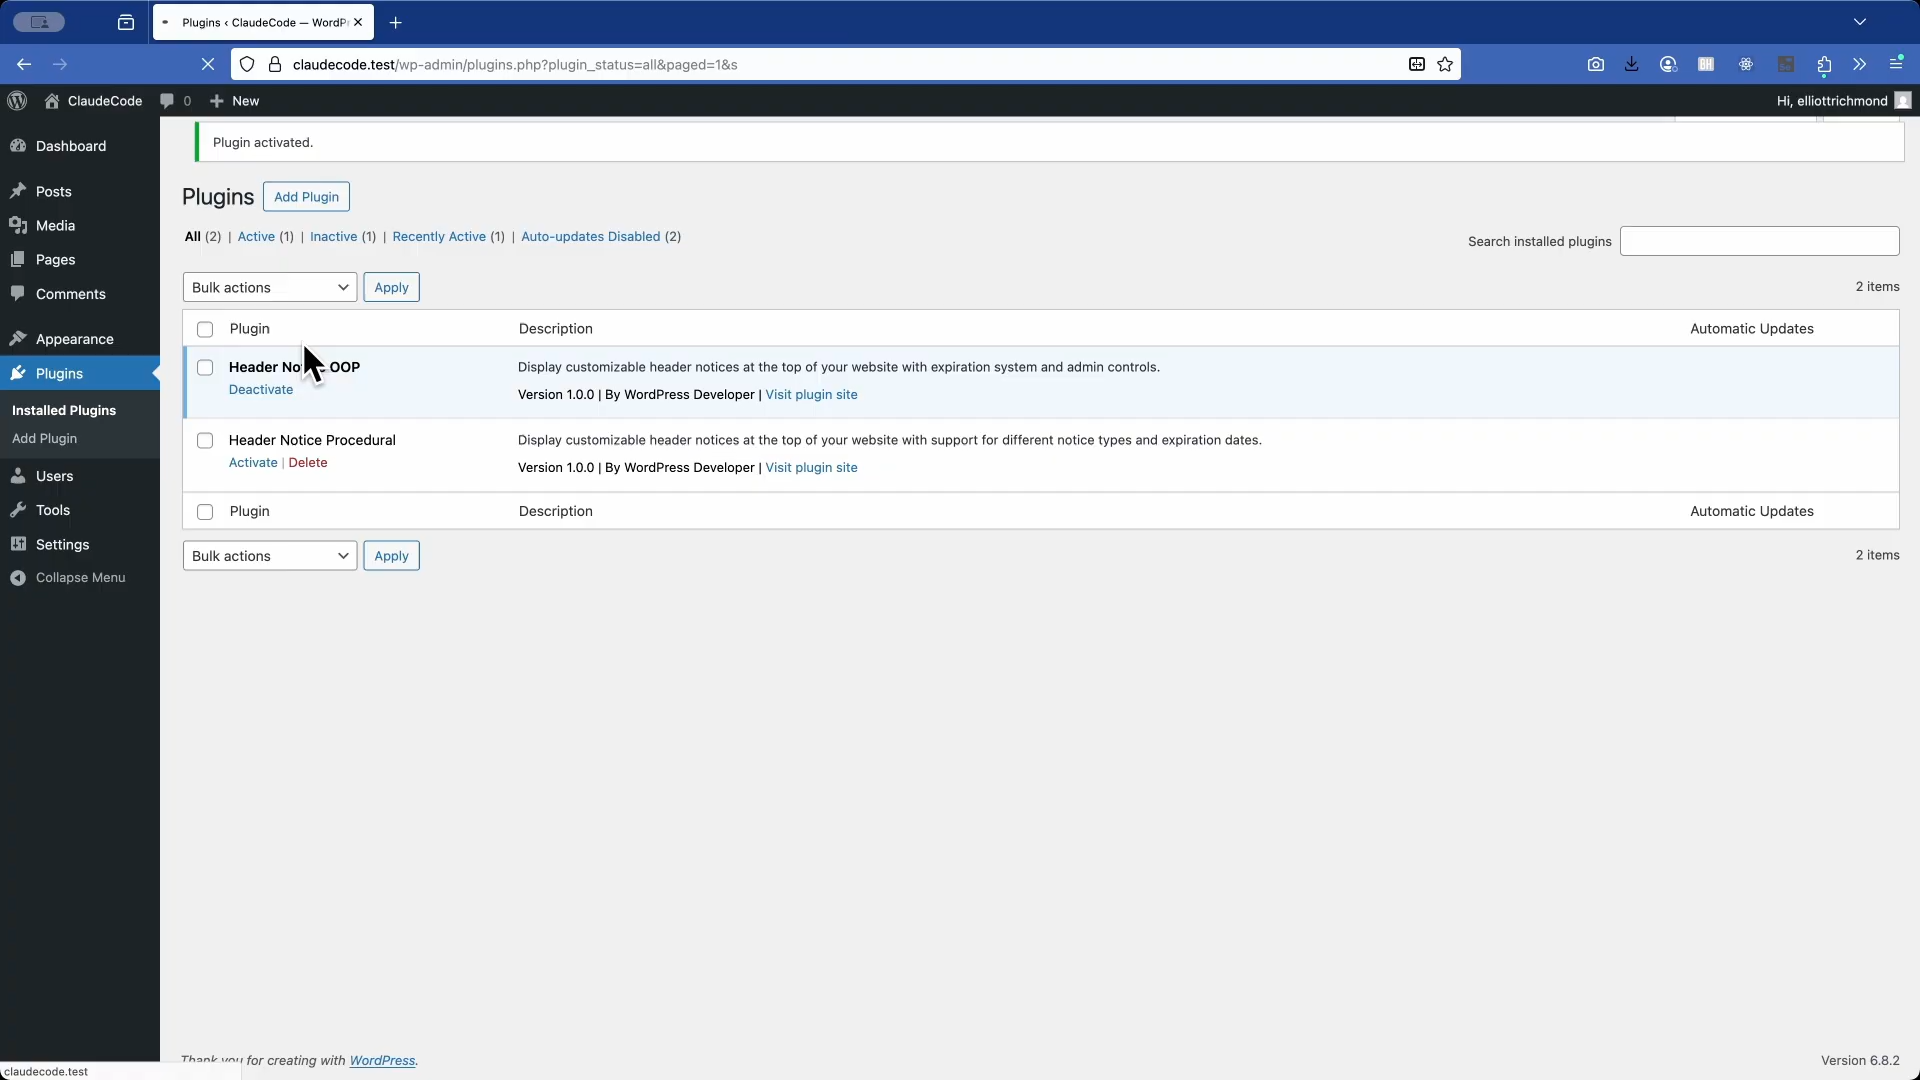 Plugins ‹ ClaudeCode — WordPr
claudecode.test/wp-admin/plugins.php?plugin_status=all&paged=1&s
ClaudeCode 0 New
Hi, elliottrichmond
Dashboard
Posts
Media
Pages
Comments
Appearance
Plugins
Installed Plugins
Add Plugin
Users
Tools
Settings
Collapse Menu
Plugin activated.
Plugins Add Plugin
All (2) | Active (1) | Inactive (1) | Recently Active (1) | Auto-updates Disabled (2)
Search installed plugins
Bulk actions Apply
2 items
Plugin Description Automatic Updates
Header OOP
Deactivate
Display customizable header notices at the top of your website with expiration system and admin controls.
Version 1.0.0 | By WordPress Developer | Visit plugin site
Header Notice Procedural
Activate | Delete
Display customizable header notices at the top of your website with support for different notice types and expiration dates.
Version 1.0.0 | By WordPress Developer | Visit plugin site
Plugin Description Automatic Updates
Bulk actions Apply
2 items
Thank you for creating with WordPress.
Version 6.8.2
claudecode.test